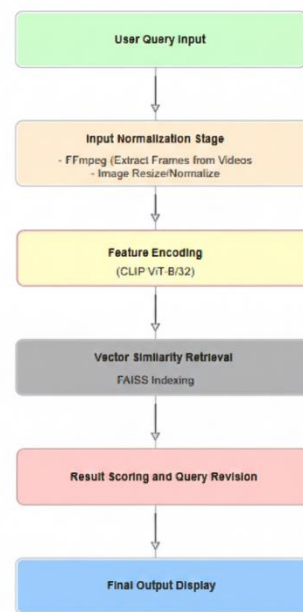 User Query Input
Input Normalization Stage
- FFmpeg (Extract Frames from Videos
- Image Resize/Normalize
Feature Encoding
(CLIP ViT-B/32)
Vector Similarity Retrieval
FAISS Indexing
Result Scoring and Query Revision
Final Output Display